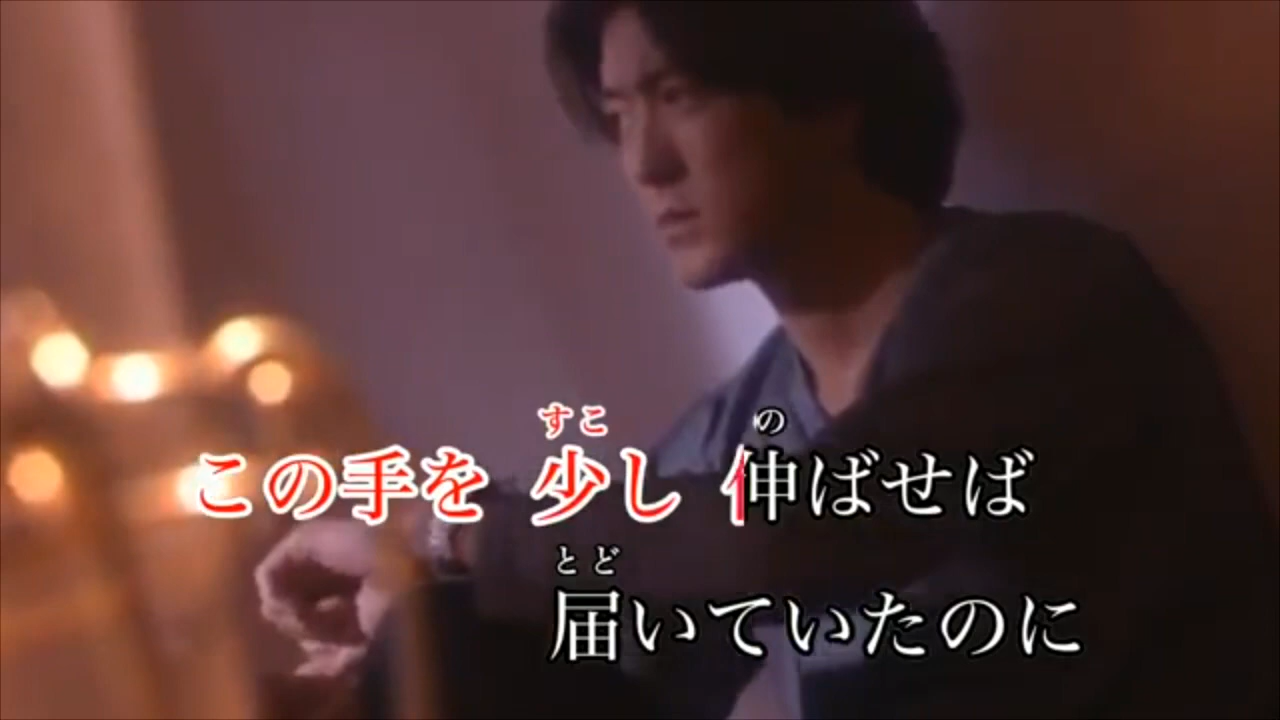 すこ の
この手を 少し 伸ばせば
とど
届いていたのに